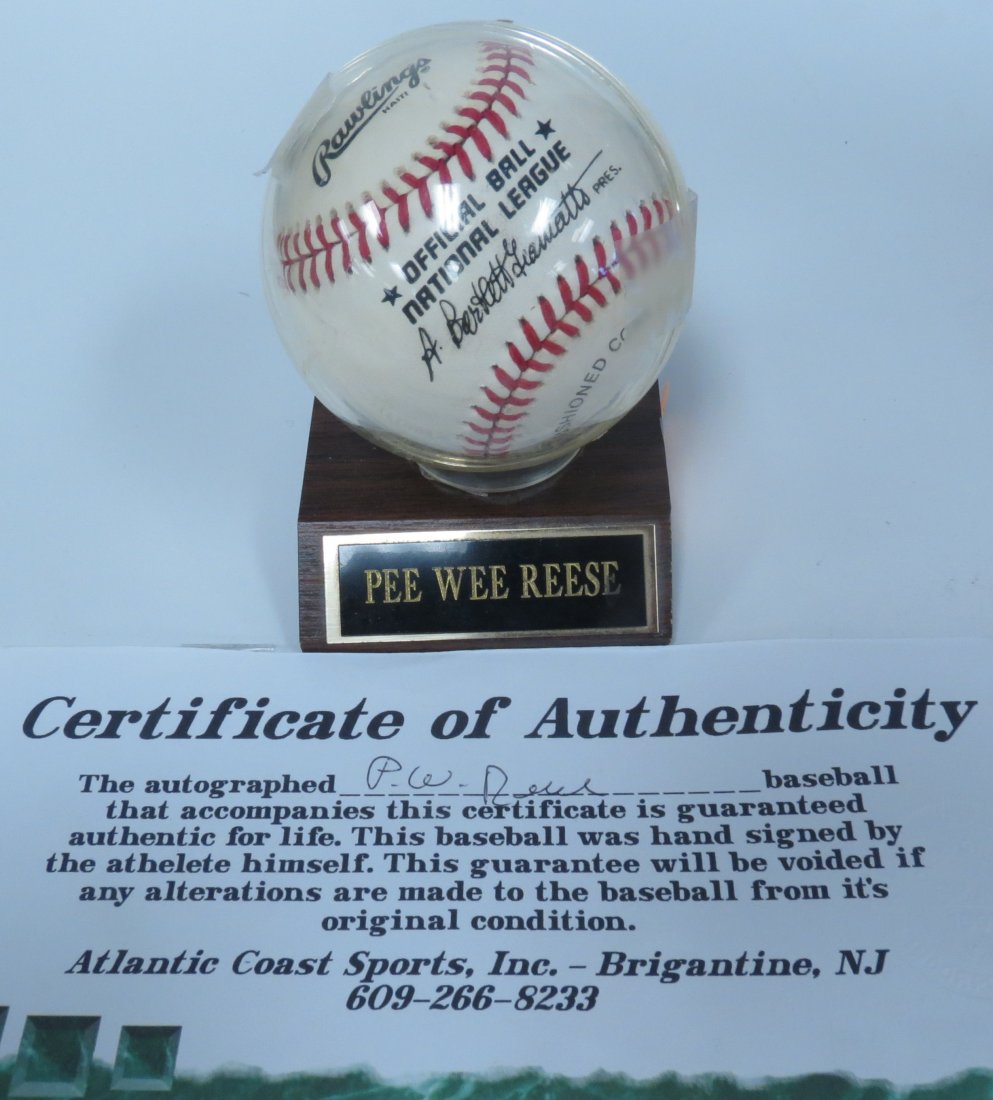 Rawlings
HAITI
★ OFFICIAL BALL ★
NATIONAL LEAGUE
A. Bartlett Giamatti PRES.
SHIONED CO
PEE WEE REESE
Certificate of Authenticity
The autographed P.W. Reese baseball
that accompanies this certificate is guaranteed
authentic for life. This baseball was hand signed by
the athelete himself. This guarantee will be voided if
any alterations are made to the baseball from it's
original condition.
Atlantic Coast Sports, Inc. - Brigantine, NJ
609-266-8233